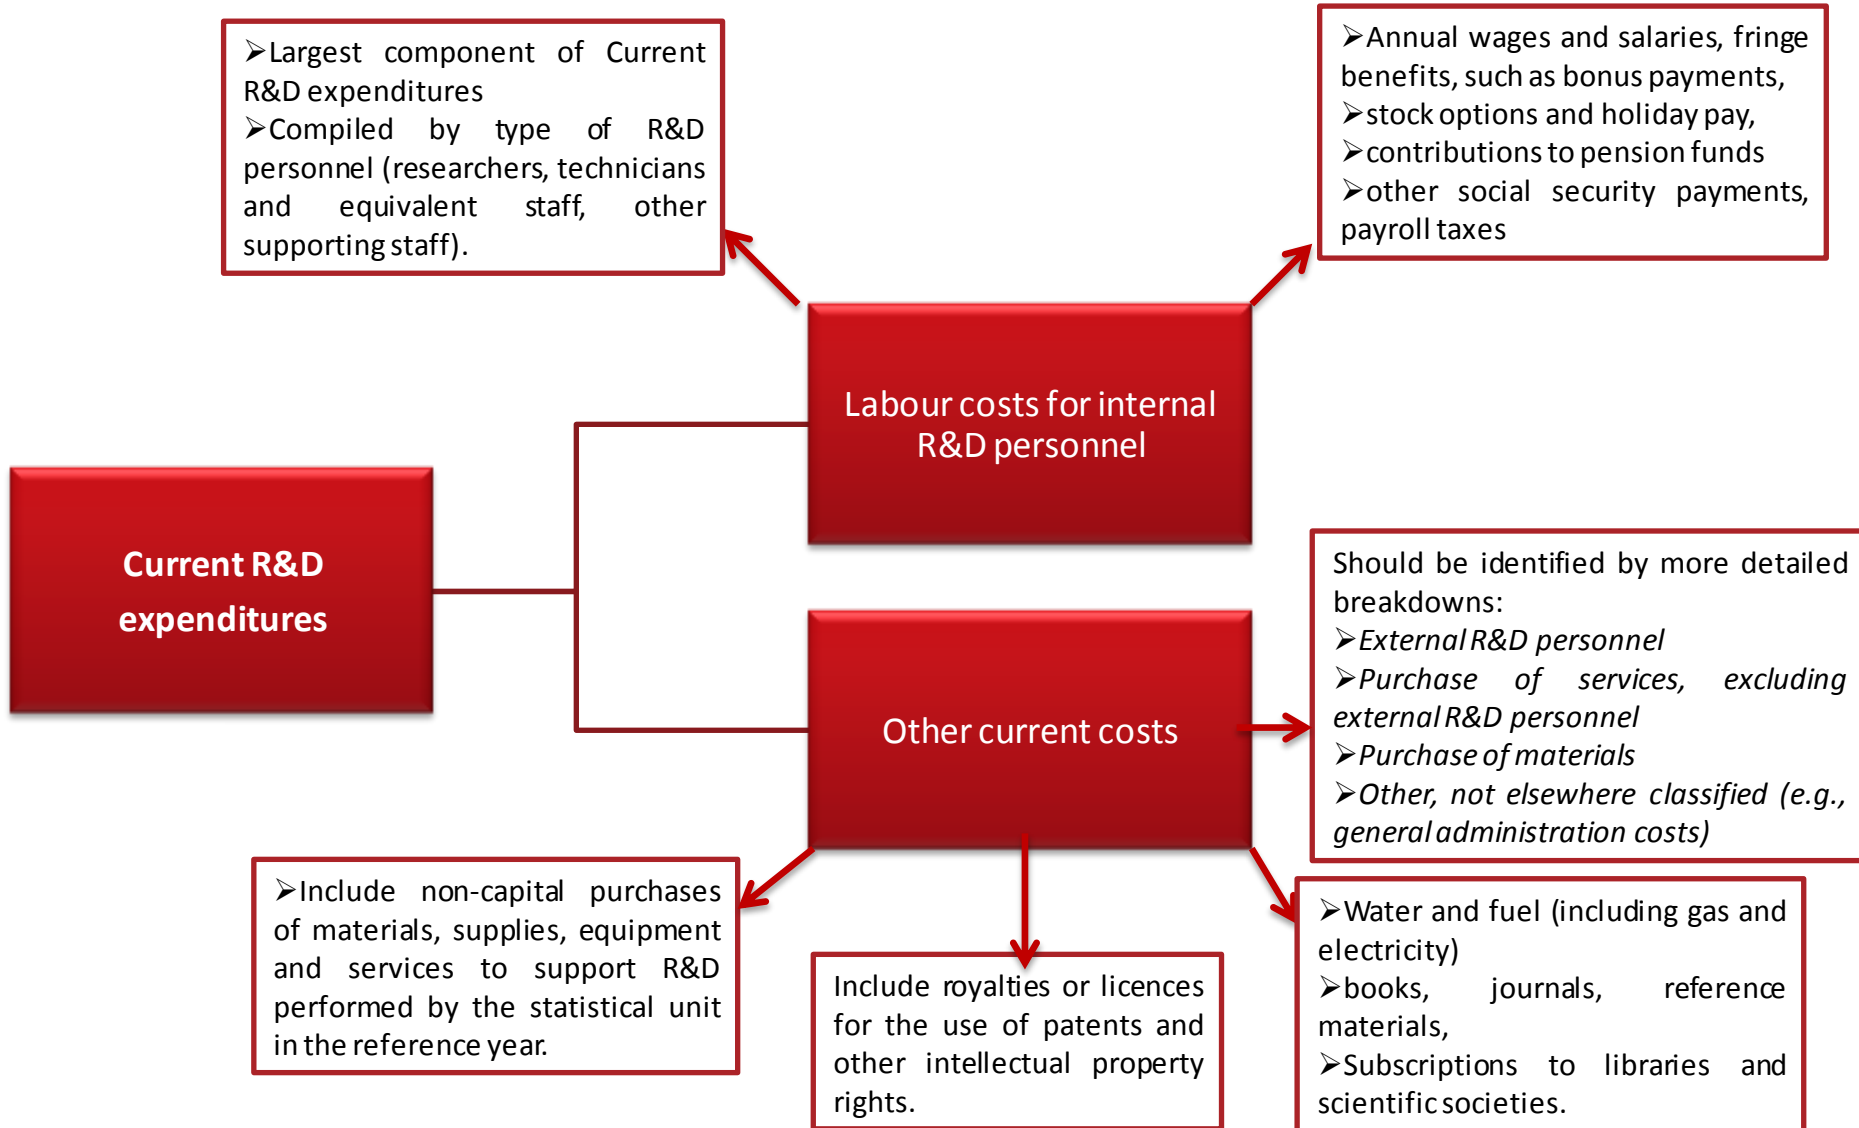 ➢Largest component of Current
R&D expenditures
➢Compiled by type of R&D
personnel (researchers, technicians
and equivalent staff, other
supporting staff).
➢Annual wages and salaries, fringe
benefits, such as bonus payments,
➢stock options and holiday pay,
➢contributions to pension funds
➢other social security payments,
payroll taxes
Labour costs for internal
R&D personnel
Current R&D
expenditures
Other current costs
Should be identified by more detailed
breakdowns:
➢External R&D personnel
➢Purchase of services, excluding
external R&D personnel
➢Purchase of materials
➢Other, not elsewhere classified (e.g.,
general administration costs)
➢Include non-capital purchases
of materials, supplies, equipment
and services to support R&D
performed by the statistical unit
in the reference year.
Include royalties or licences
for the use of patents and
other intellectual property
rights.
➢Water and fuel (including gas and
electricity)
➢books, journals, reference
materials,
➢Subscriptions to libraries and
scientific societies.